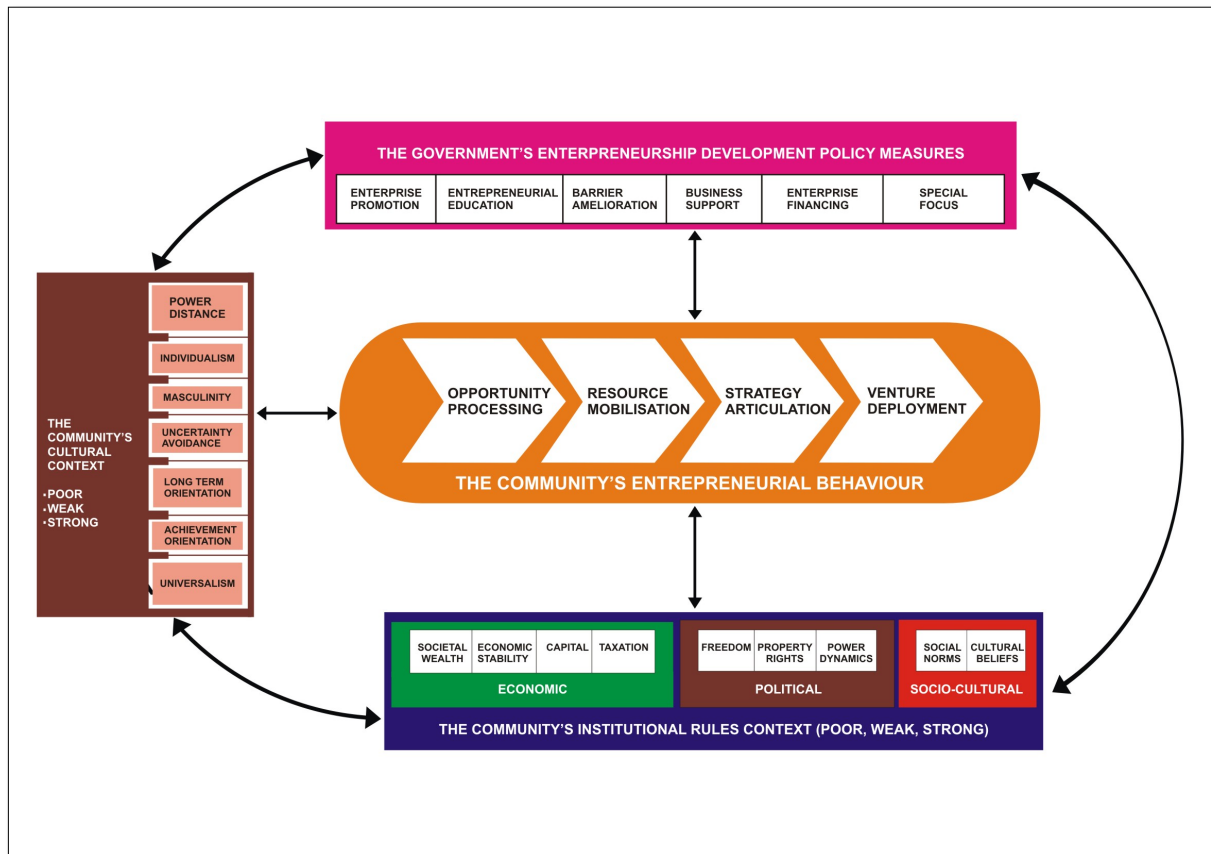 THE GOVERNMENT'S ENTERPRENEURSHIP DEVELOPMENT POLICY MEASURES
ENTERPRISE
PROMOTION
ENTREPRENEURIAL
EDUCATION
BARRIER
AMELIORATION
BUSINESS
SUPPORT
ENTERPRISE
FINANCING
SPECIAL
FOCUS
THE
COMMUNITY'S
CULTURAL
CONTEXT
•POOR
•WEAK
•STRONG
POWER
DISTANCE
INDIVIDUALISM
MASCULINITY
UNCERTAINTY
AVOIDANCE
LONG TERM
ORIENTATION
ACHIEVEMENT
ORIENTATION
UNIVERSALISM
OPPORTUNITY
PROCESSING
RESOURCE
MOBILISATION
STRATEGY
ARTICULATION
VENTURE
DEPLOYMENT
THE COMMUNITY'S ENTREPRENEURIAL BEHAVIOUR
SOCIETAL
WEALTH
ECONOMIC
STABILITY
CAPITAL
TAXATION
ECONOMIC
FREEDOM
PROPERTY
RIGHTS
POWER
DYNAMICS
POLITICAL
SOCIAL
NORMS
CULTURAL
BELIEFS
SOCIO-CULTURAL
THE COMMUNITY'S INSTITUTIONAL RULES CONTEXT (POOR, WEAK, STRONG)